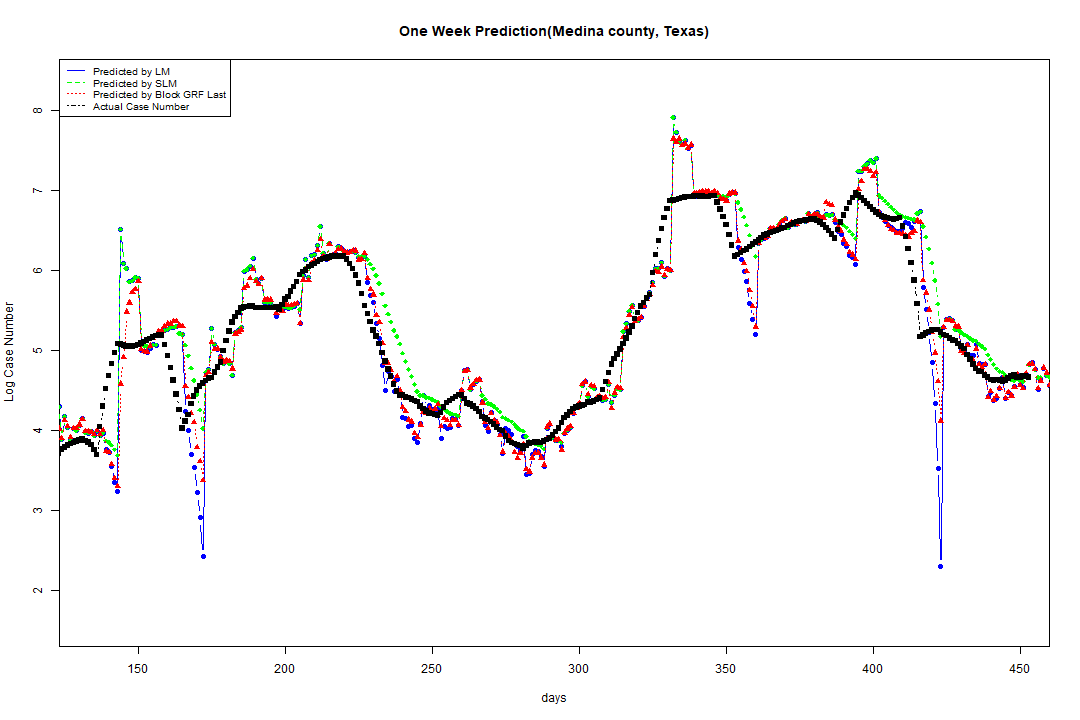 One Week Prediction(Medina county, Texas)
Predicted by LM
Predicted by SLM
Predicted by Block GRF Last
Actual Case Number
Log Case Number
8
7
6
5
4
3
2
150 200 250 300 350 400 450
days